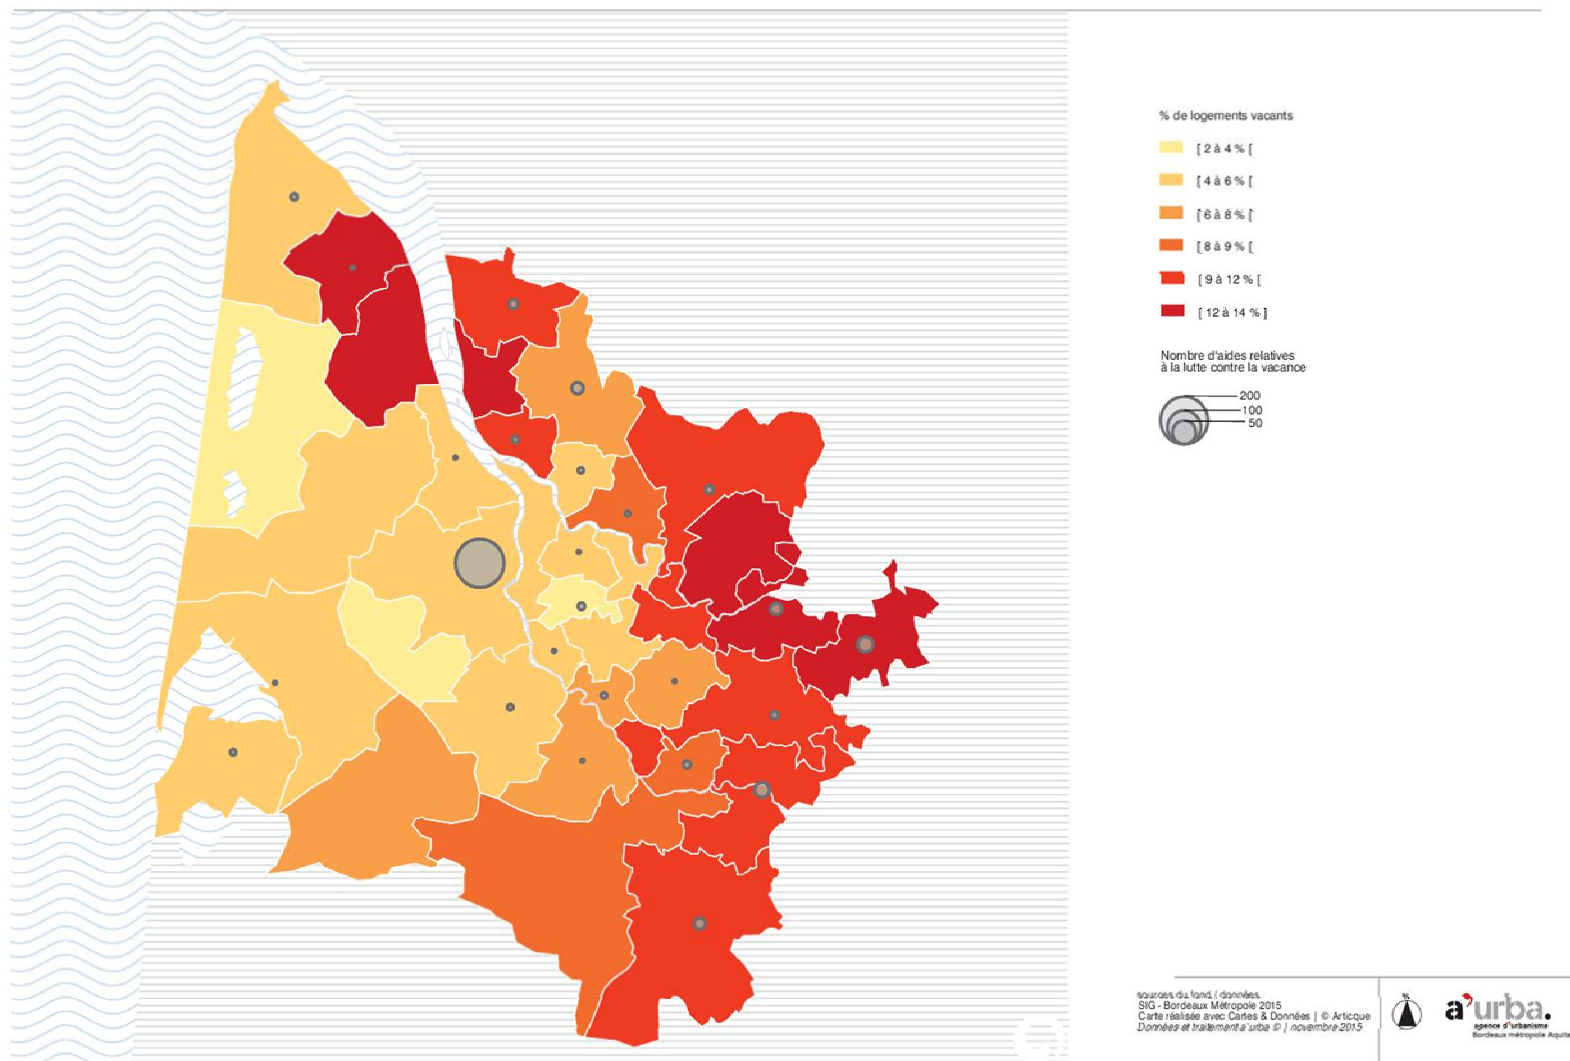 % de logements vacants
[ 2 à 4 % [
[ 4 à 6 % [
[ 6 à 8 % [
[ 8 à 9 % [
[ 9 à 12 % [
[ 12 à 14 % ]
Nombre d'aides relatives
à la lutte contre la vacance
200
100
50
sources du fond / données
SIG - Bordeaux Métropole 2015
Carte réalisée avec Cartes & Données | © Articque
Données et traitement a'urba © | novembre 2015
a'urba.
agence d'urbanisme
Bordeaux métropole Aquita